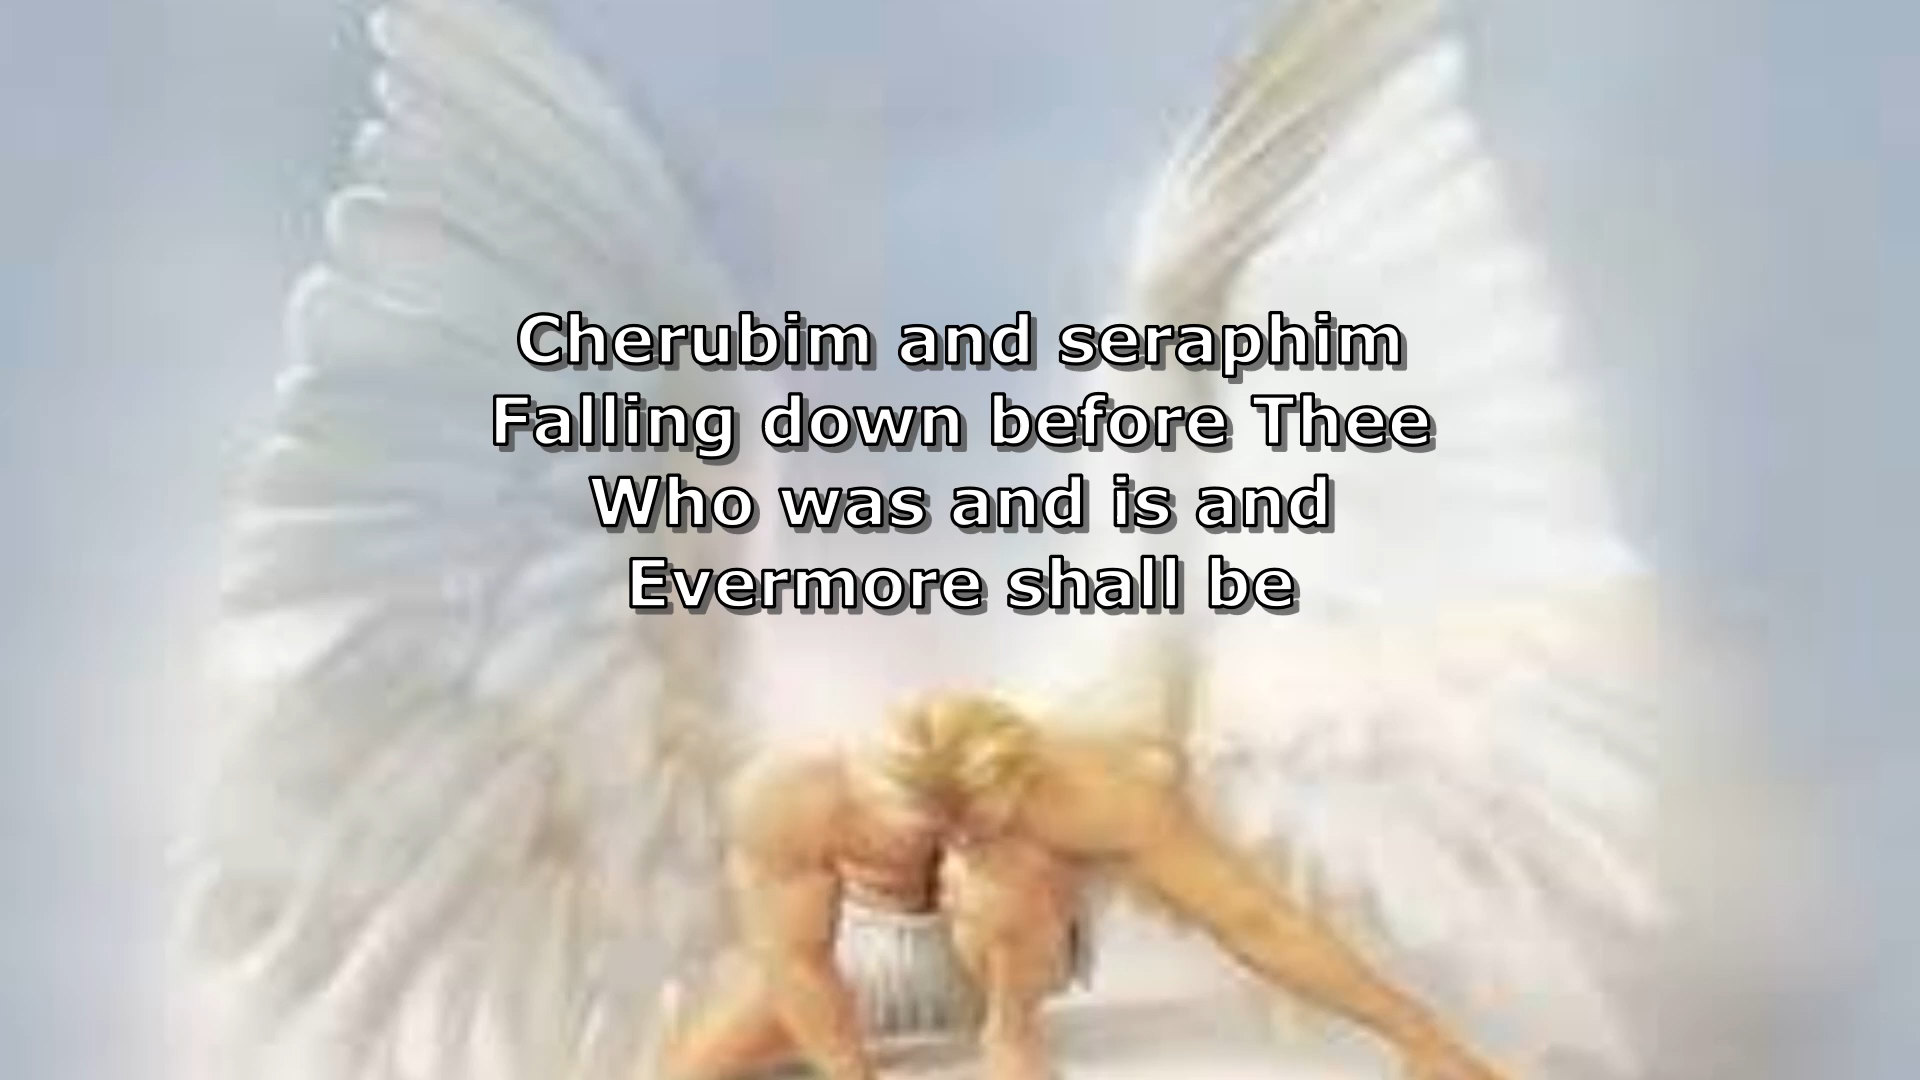 Cherubim and seraphim
Falling down before Thee
Who was and is and
Evermore shall be